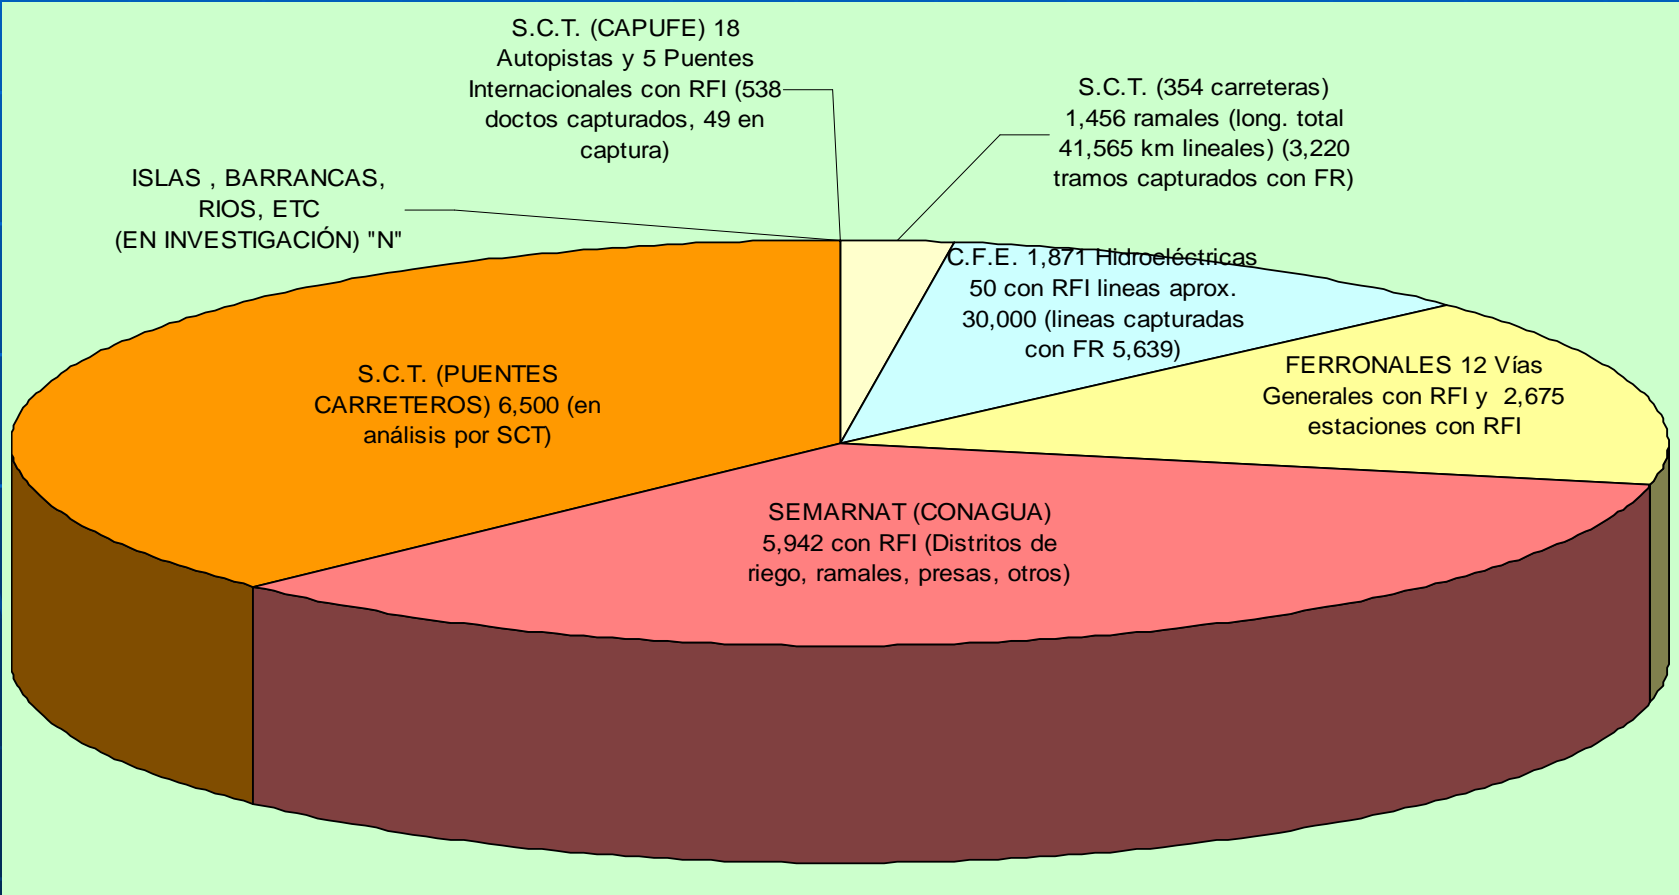 S.C.T. (CAPUFE) 18
Autopistas y 5 Puentes
Internacionales con RFI (538
doctos capturados, 49 en
captura)
S.C.T. (354 carreteras)
1,456 ramales (long. total
41,565 km lineales) (3,220
tramos capturados con FR)
ISLAS , BARRANCAS,
RIOS, ETC
(EN INVESTIGACIÓN) "N"
C.F.E. 1,871 Hidroeléctricas
50 con RFI lineas aprox.
30,000 (lineas capturadas
con FR 5,639)
FERRONALES 12 Vías
Generales con RFI y 2,675
estaciones con RFI
S.C.T. (PUENTES
CARRETEROS) 6,500 (en
análisis por SCT)
SEMARNAT (CONAGUA)
5,942 con RFI (Distritos de
riego, ramales, presas, otros)